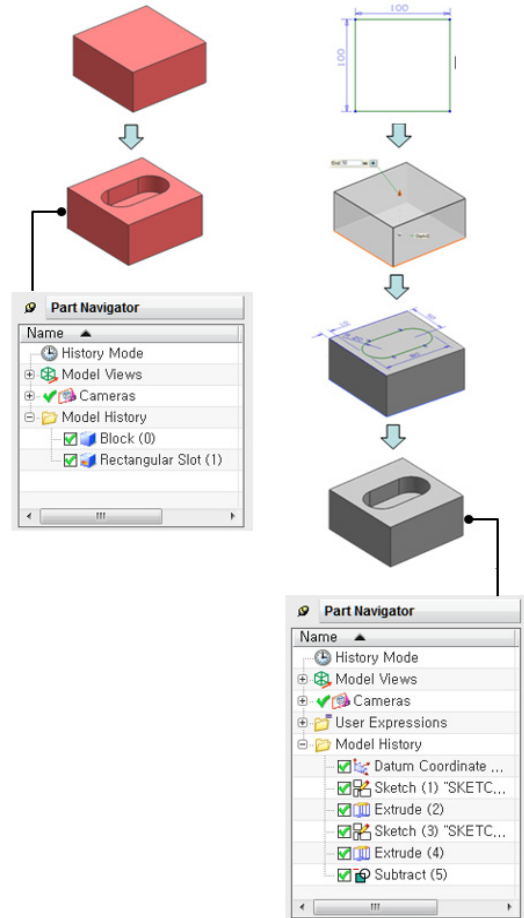 100
100
Part Navigator
Name
History Mode
Model Views
Cameras
Model History
Block (0)
Rectangular Slot (1)
Part Navigator
Name
History Mode
Model Views
Cameras
User Expressions
Model History
Datum Coordinate ...
Sketch (1) "SKETC...
Extrude (2)
Sketch (3) "SKETC...
Extrude (4)
Subtract (5)